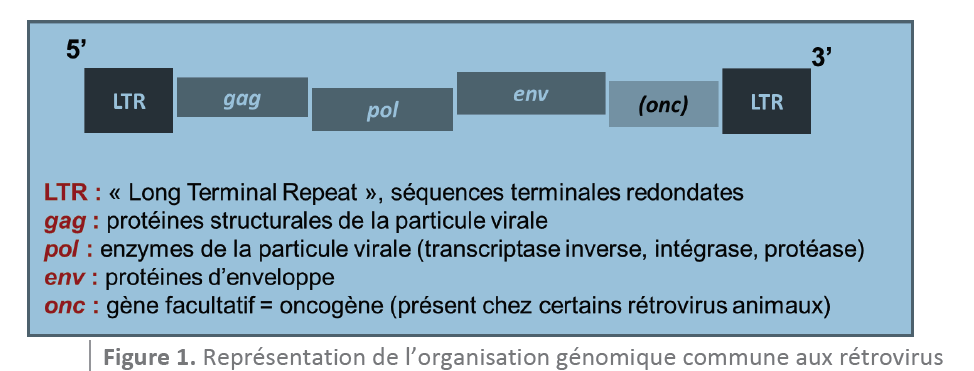 5’
3’
LTR gag pol env (onc) LTR
LTR : « Long Terminal Repeat », séquences terminales redondates
gag : protéines structurales de la particule virale
pol : enzymes de la particule virale (transcriptase inverse, intégrase, protéase)
env : protéines d’enveloppe
onc : gène facultatif = oncogène (présent chez certains rétrovirus animaux)
Figure 1. Représentation de l’organisation génomique commune aux rétrovirus